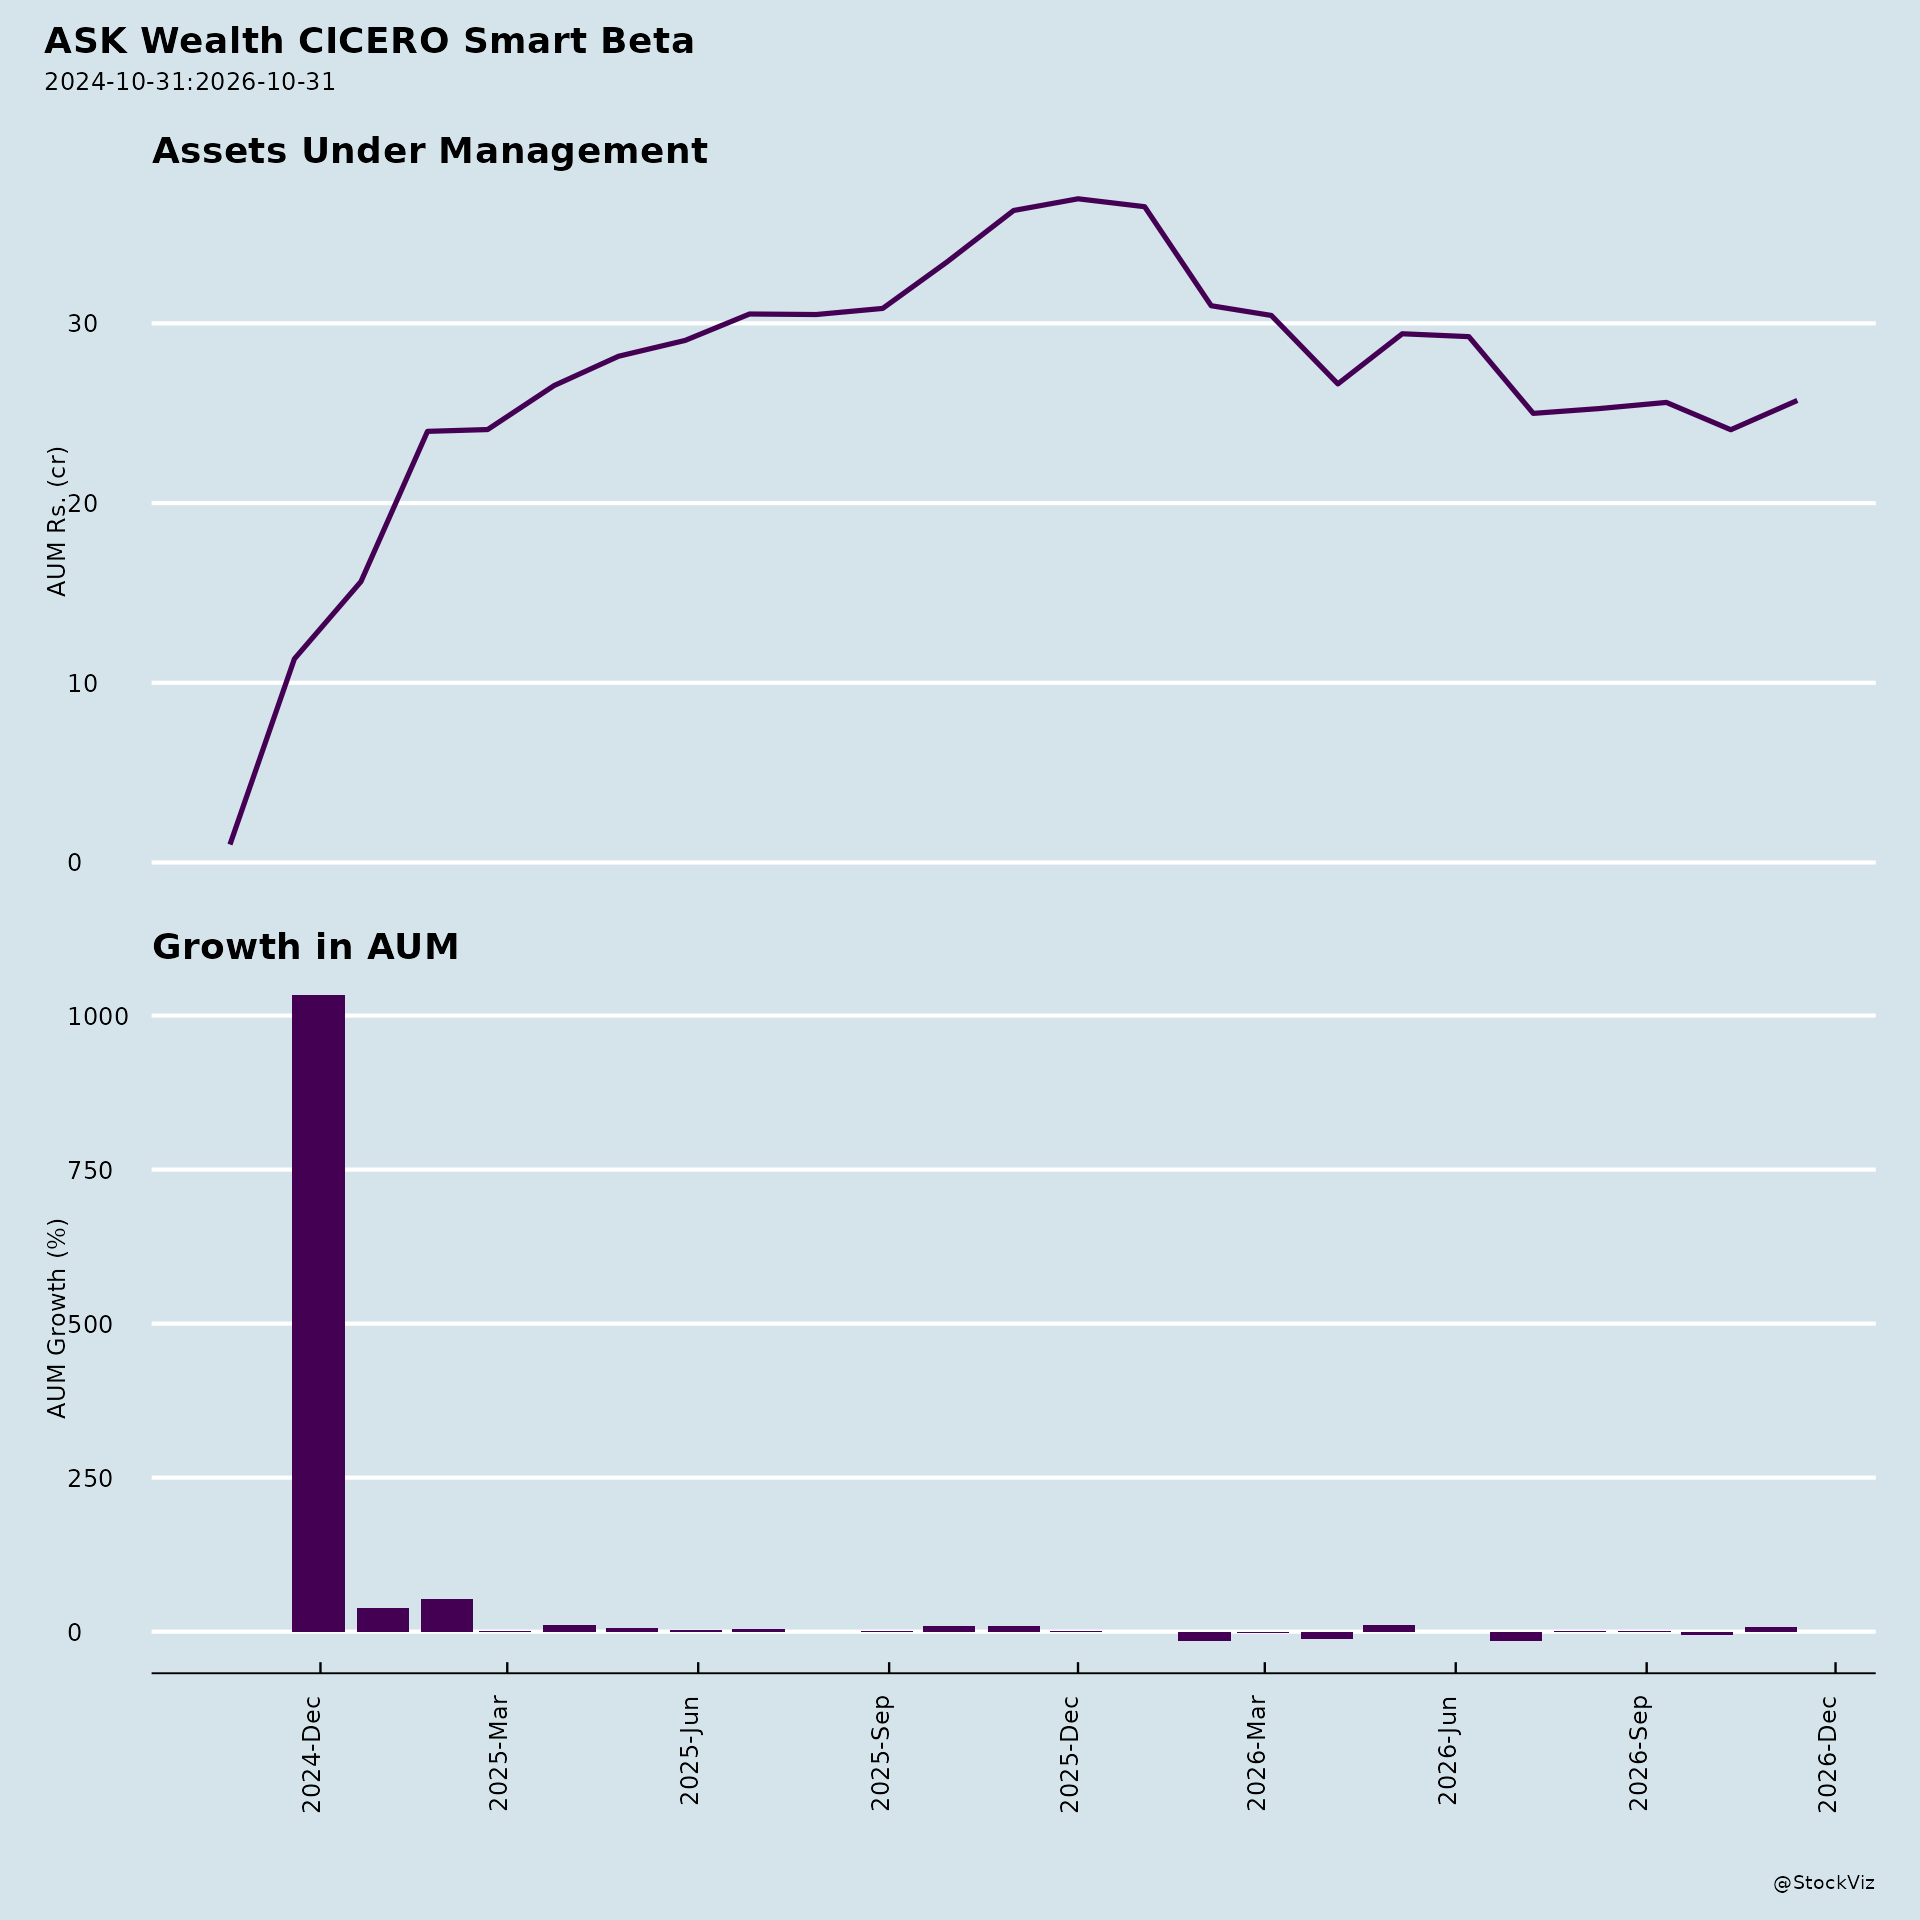 ASK Wealth CICERO Smart Beta
2024-10-31:2026-10-31
Assets Under Management
AUM Rs. (cr)
30
20
10
0
Growth in AUM
AUM Growth (%)
1000
750
500
250
0
2024-Dec
2025-Mar
2025-Jun
2025-Sep
2025-Dec
2026-Mar
2026-Jun
2026-Sep
2026-Dec
@StockViz